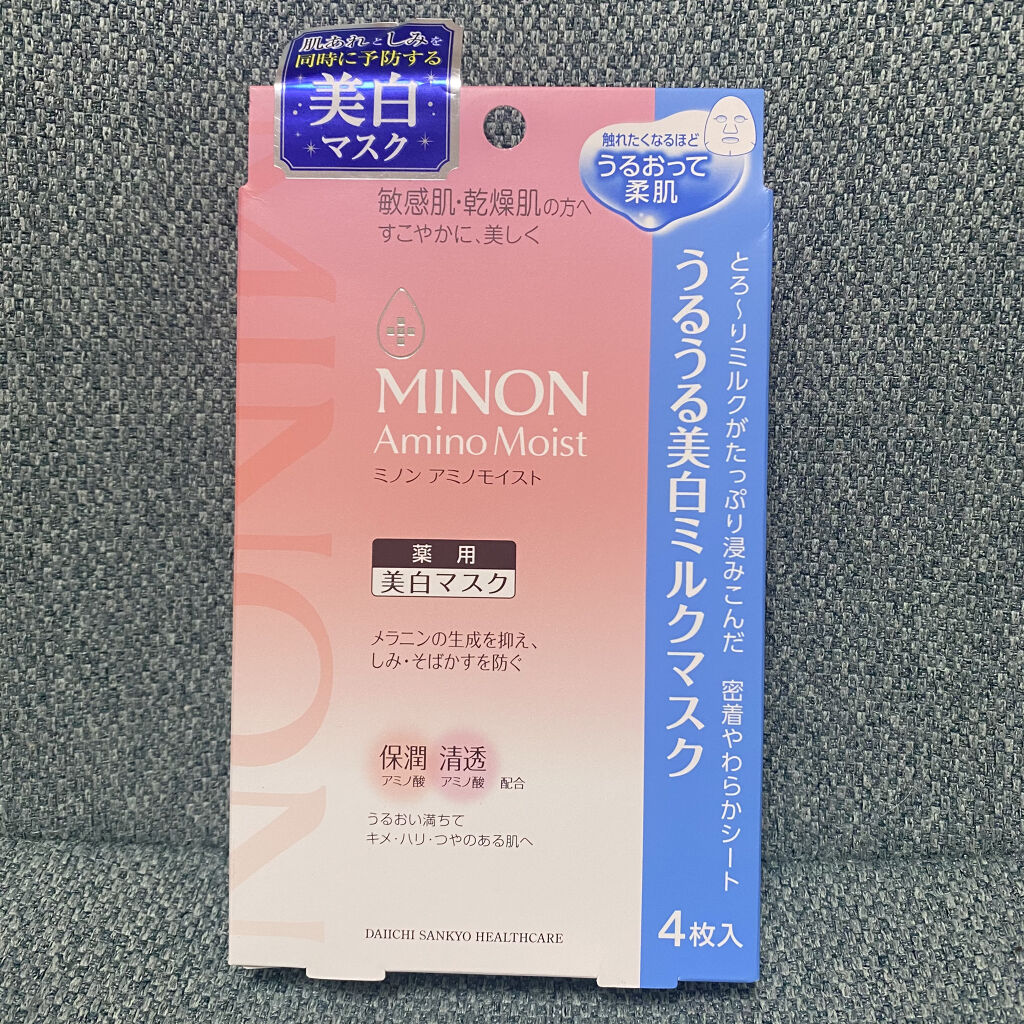 肌あれとしみを
同時に予防する
美白
マスク
触れたくなるほど
うるおって
柔肌
敏感肌・乾燥肌の方へ
すこやかに、美しく
MINON
Amino Moist
ミノン アミノモイスト
薬用
美白マスク
メラニンの生成を抑え、
しみ・そばかすを防ぐ
保潤 清透
アミノ酸 アミノ酸 配合
うるおい満ちて
キメ・ハリ・つやのある肌へ
DAIICHI SANKYO HEALTHCARE
とろ〜りミルクがたっぷり浸みこんだ 密着やわらかシート
うるうる美白ミルクマスク
4枚入
MINON